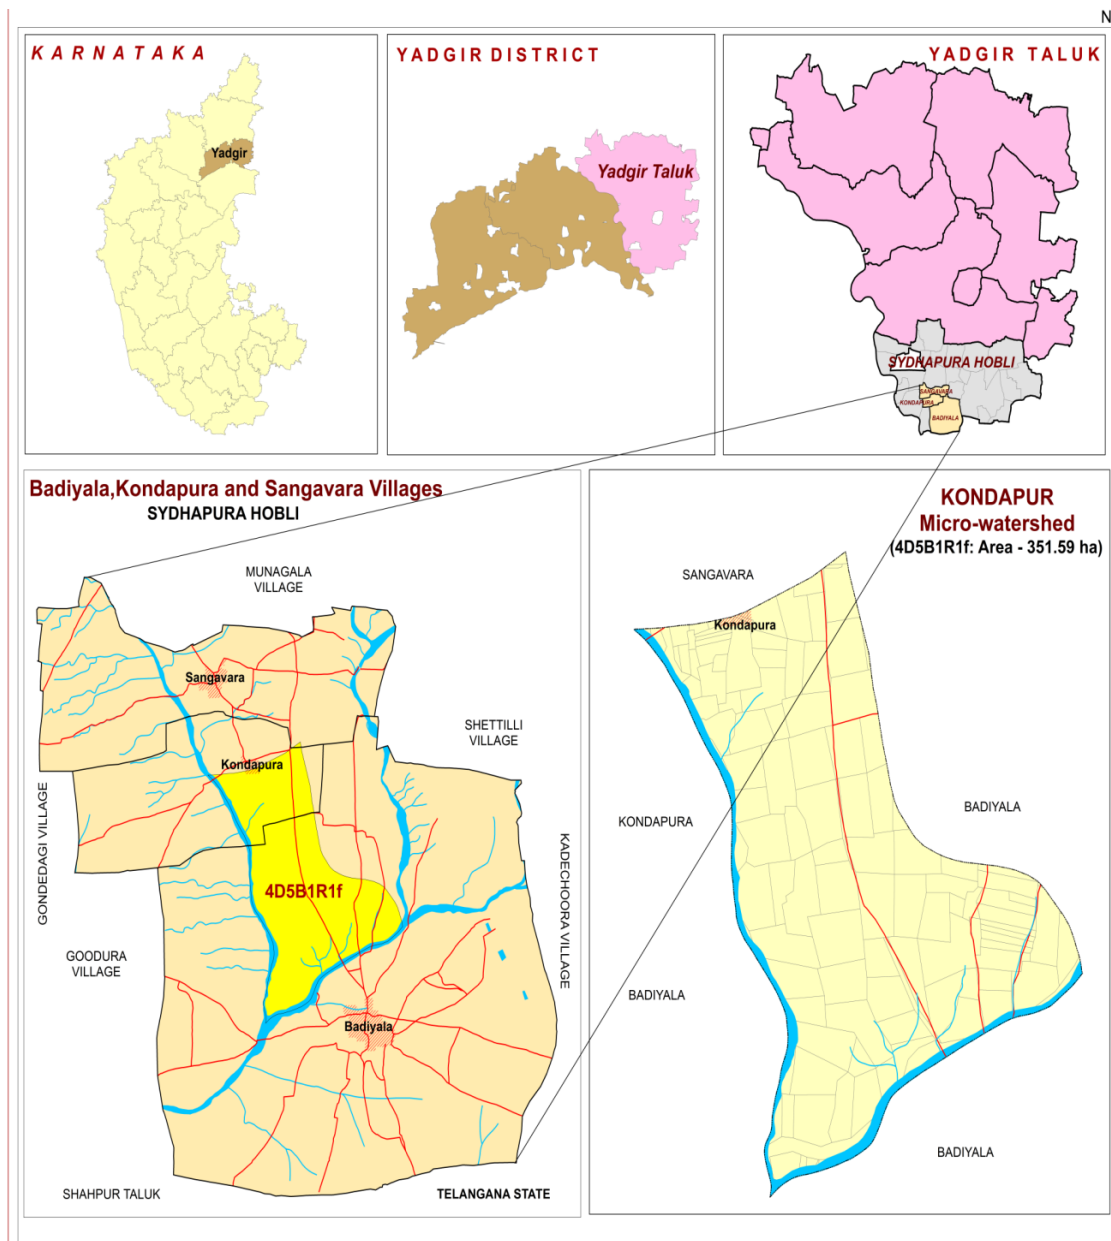 N
KARNATAKA
Yadgir
YADGIR DISTRICT
Yadgir Taluk
YADGIR TALUK
SYDHAPURA HOBLI
SANGAVARA
KONDAPURA
BADIYALA
Badiyala,Kondapura and Sangavara Villages
SYDHAPURA HOBLI
MUNAGALA
VILLAGE
Sangavara
SHETTILLI
VILLAGE
Kondapura
GONDEDAGI VILLAGE
KADECHOORA VILLAGE
4D5B1R1f
GOODURA
VILLAGE
Badiyala
SHAHPUR TALUK
TELANGANA STATE
KONDAPUR
Micro-watershed
(4D5B1R1f: Area - 351.59 ha)
SANGAVARA
Kondapura
BADIYALA
KONDAPURA
BADIYALA
BADIYALA